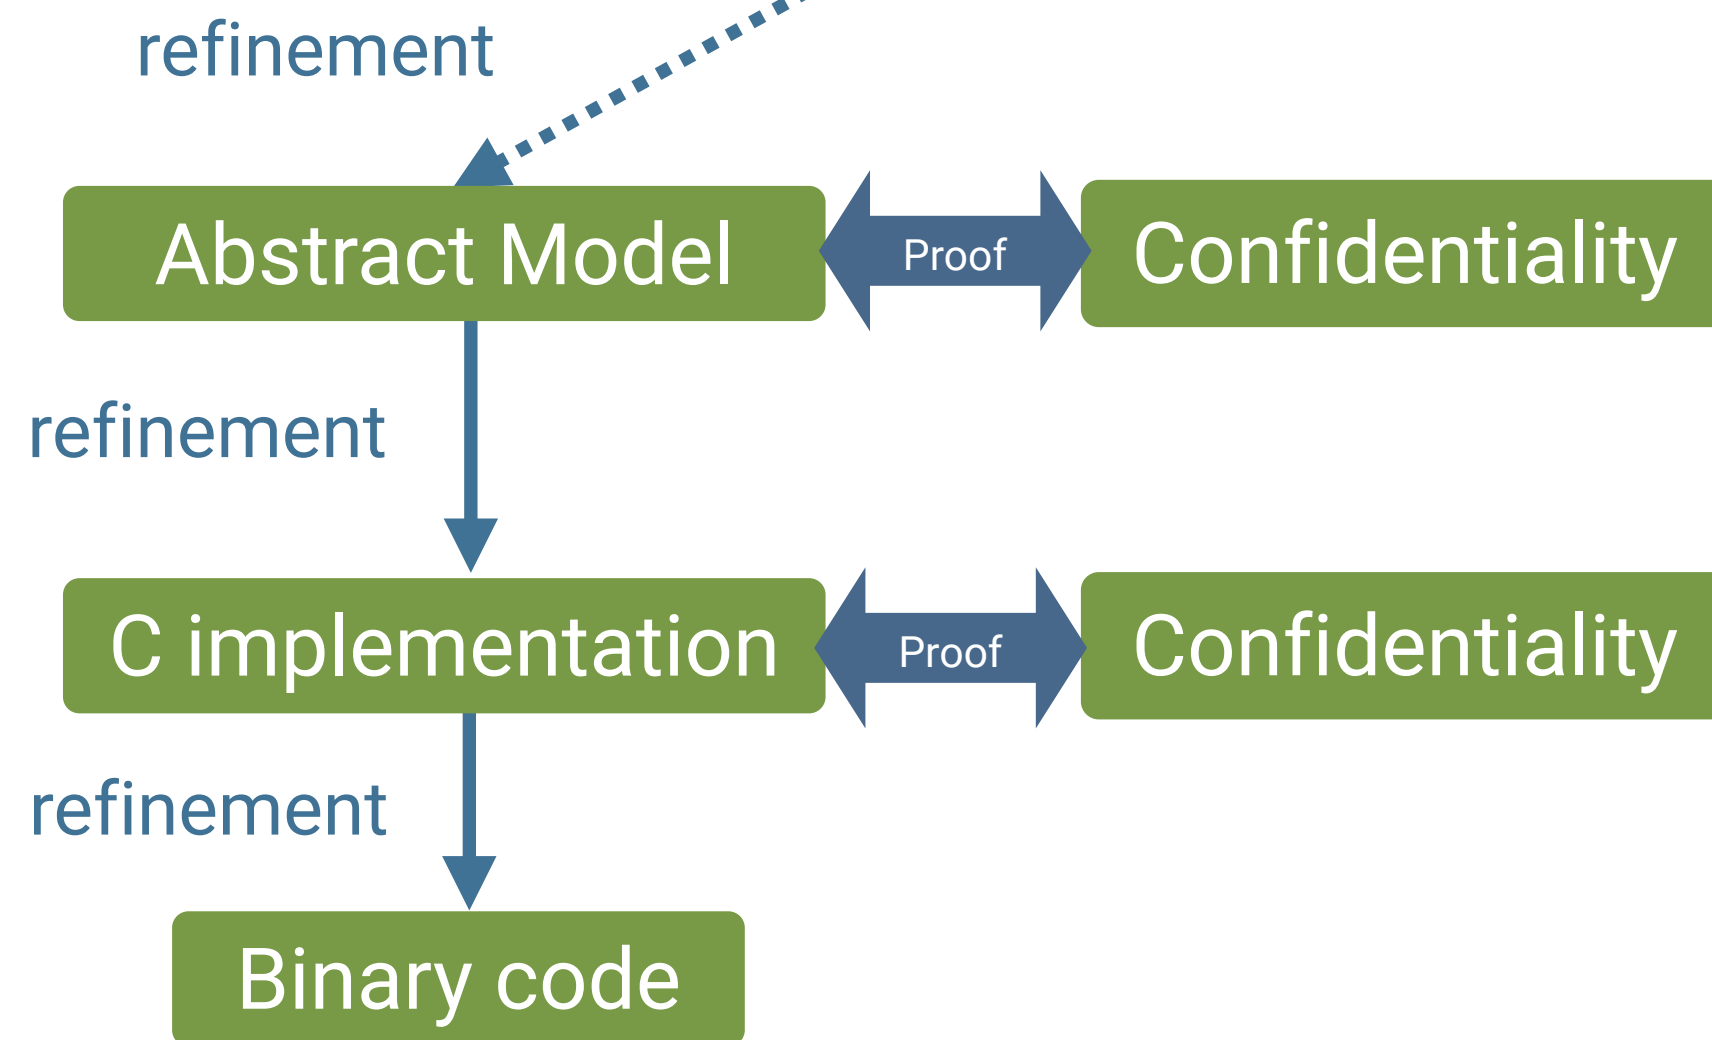 refinement
Abstract Model
Proof
Confidentiality
refinement
C implementation
Proof
Confidentiality
refinement
Binary code